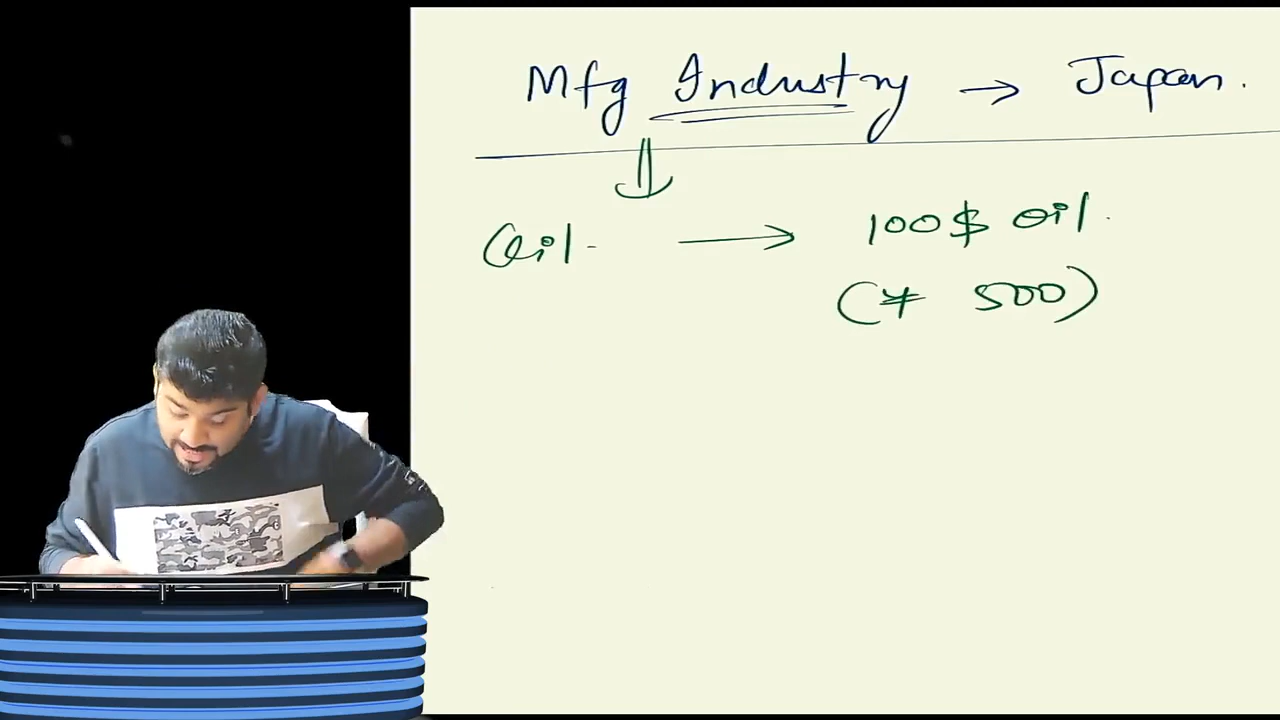 Mfg Industry → Japan.
Oil → 100$ oil.
(¥ 500)